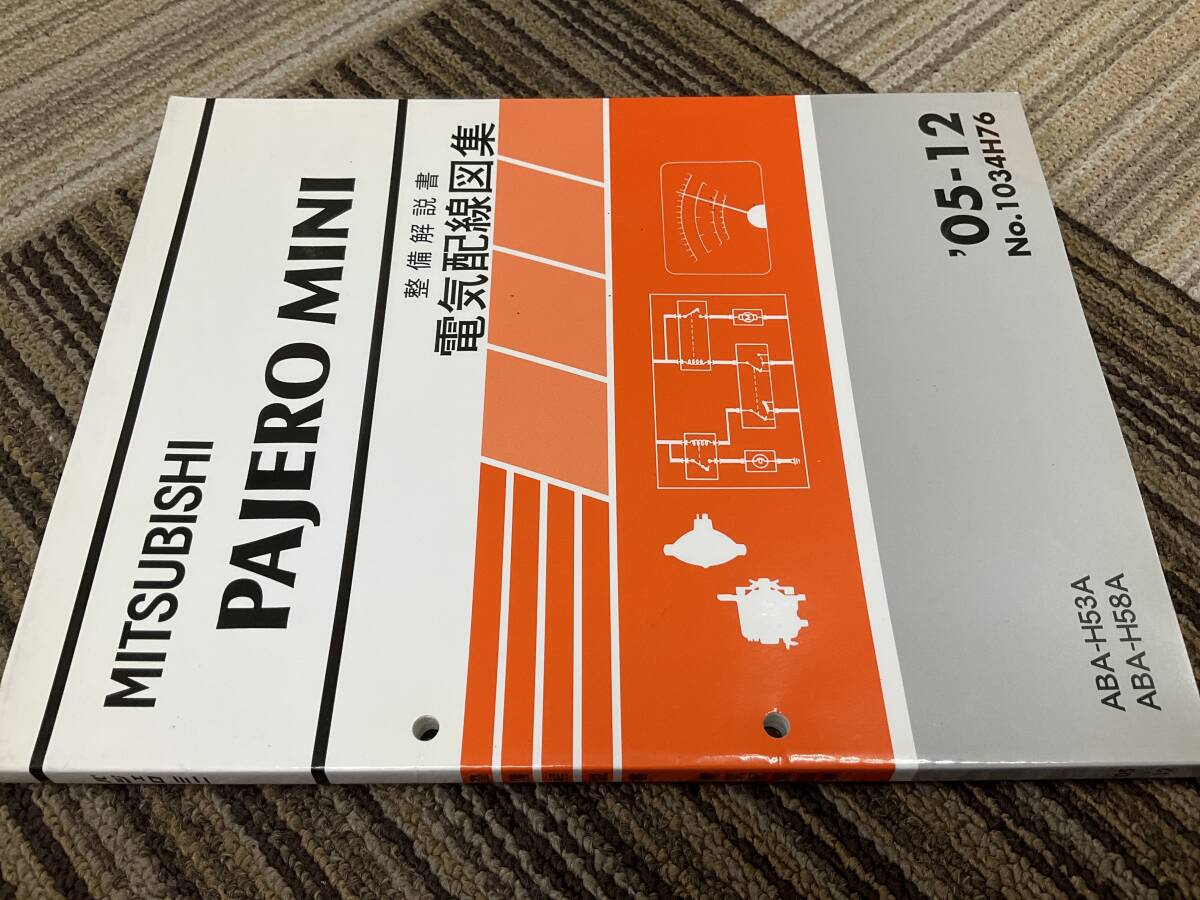 MITSUBISHI
PAJERO MINI
整備解説書
電気配線図集
'05-12
No.1034H76
ABA-H53A
ABA-H58A